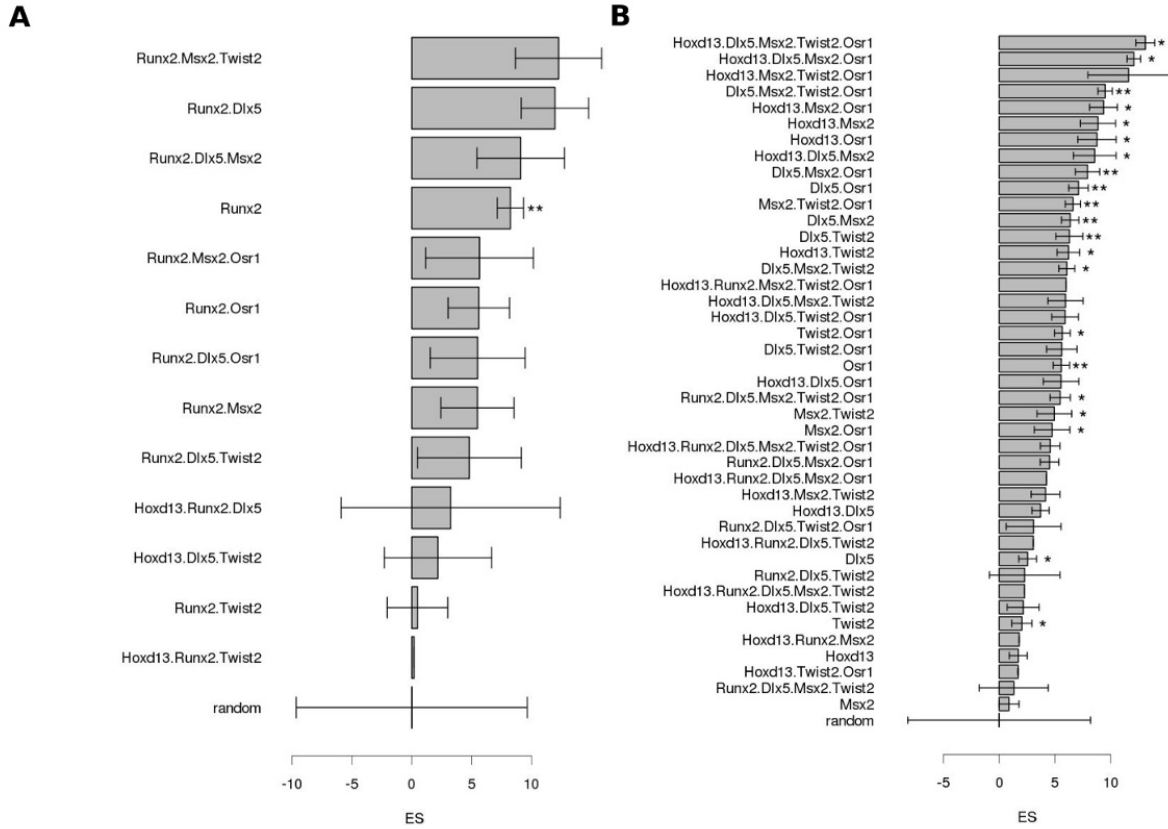 A
Runx2.Msx2.Twist2
Runx2.Dlx5
Runx2.Dlx5.Msx2
Runx2
**
Runx2.Msx2.Osr1
Runx2.Osr1
Runx2.Dlx5.Osr1
Runx2.Msx2
Runx2.Dlx5.Twist2
Hoxd13.Runx2.Dlx5
Hoxd13.Dlx5.Twist2
Runx2.Twist2
Hoxd13.Runx2.Twist2
random
-10 -5 0 5 10
ES
B
Hoxd13.Dlx5.Msx2.Twist2.Osr1 *
Hoxd13.Dlx5.Msx2.Osr1 *
Hoxd13.Msx2.Twist2.Osr1
Dlx5.Msx2.Twist2.Osr1 **
Hoxd13.Msx2.Osr1 *
Hoxd13.Msx2 *
Hoxd13.Osr1 *
Hoxd13.Dlx5.Msx2 *
Dlx5.Msx2.Osr1 **
Dlx5.Osr1 **
Msx2.Twist2.Osr1 **
Dlx5.Msx2 **
Dlx5.Twist2 **
Hoxd13.Twist2 *
Dlx5.Msx2.Twist2 *
Hoxd13.Runx2.Msx2.Twist2.Osr1
Hoxd13.Dlx5.Msx2.Twist2
Hoxd13.Dlx5.Twist2.Osr1
Twist2.Osr1 *
Dlx5.Twist2.Osr1
Osr1 **
Hoxd13.Dlx5.Osr1
Runx2.Dlx5.Msx2.Twist2.Osr1 *
Msx2.Twist2 *
Msx2.Osr1 *
Hoxd13.Runx2.Dlx5.Msx2.Twist2.Osr1
Runx2.Dlx5.Msx2.Osr1
Hoxd13.Runx2.Dlx5.Msx2.Osr1
Hoxd13.Msx2.Twist2
Hoxd13.Dlx5
Runx2.Dlx5.Twist2.Osr1
Hoxd13.Runx2.Dlx5.Twist2
Dlx5 *
Runx2.Dlx5.Twist2
Hoxd13.Runx2.Dlx5.Msx2.Twist2
Hoxd13.Dlx5.Twist2
Twist2 *
Hoxd13.Runx2.Msx2
Hoxd13
Hoxd13.Twist2.Osr1
Runx2.Dlx5.Msx2.Twist2
Msx2
random
-5 0 5 10
ES